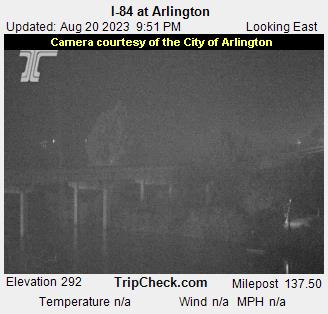 I-84 at Arlington
Updated: Aug 20 2023 9:51 PM Looking East
Camera courtesy of the City of Arlington
Elevation 292 TripCheck.com Milepost 137.50
Temperature n/a Wind n/a MPH n/a